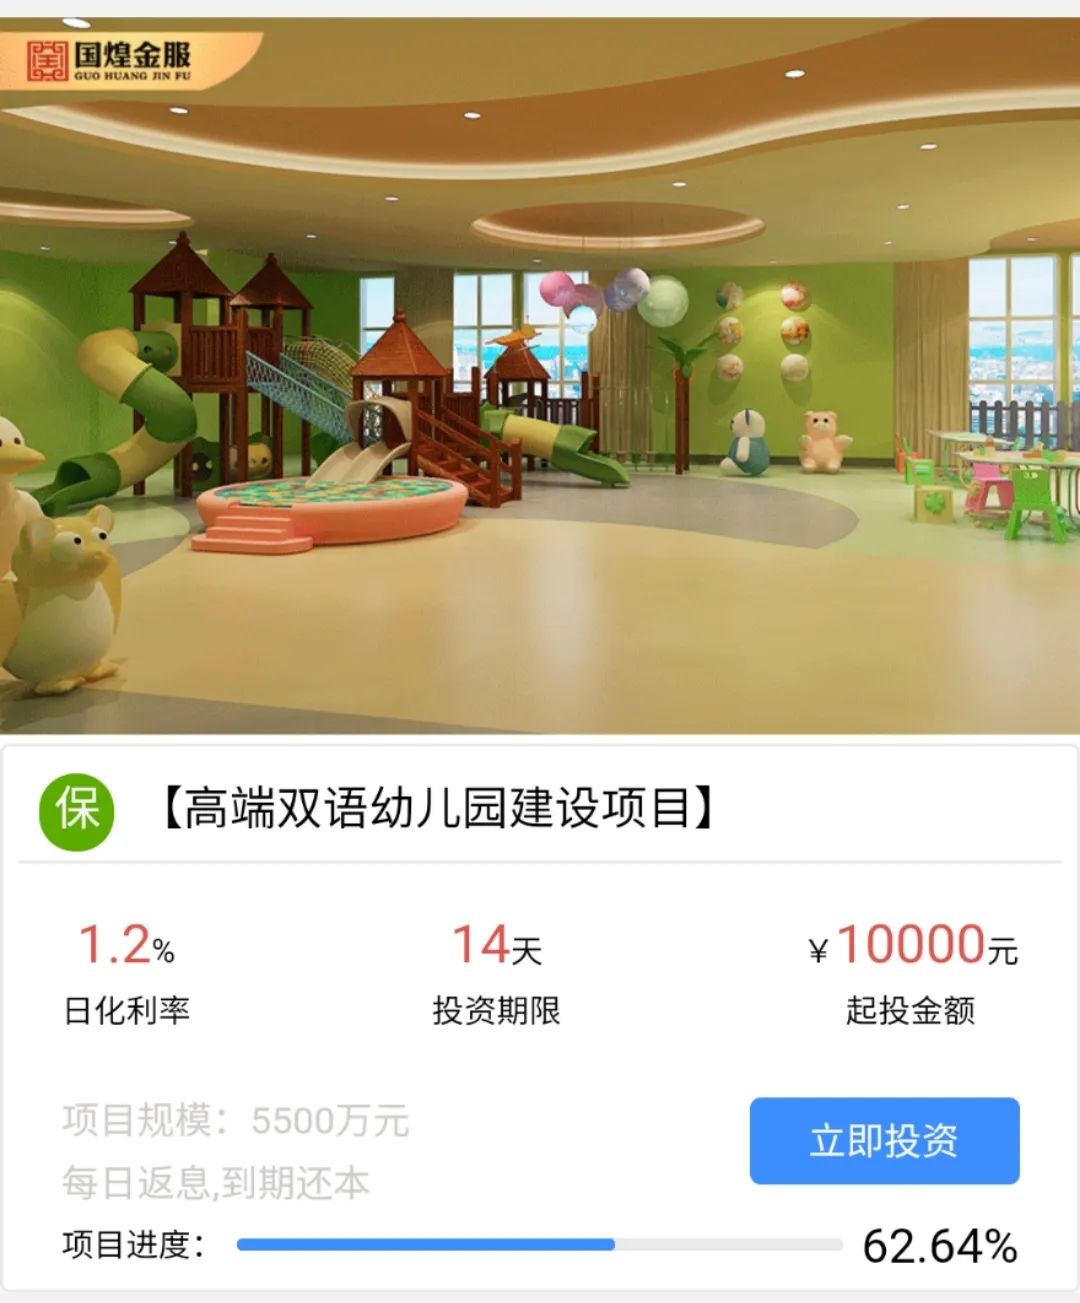 国煌金服
GUO HUANG JIN FU
保
【高端双语幼儿园建设项目】
1.2% 14天 ¥10000元
日化利率 投资期限 起投金额
项目规模：5500万元
立即投资
每日返息,到期还本
项目进度： 62.64%